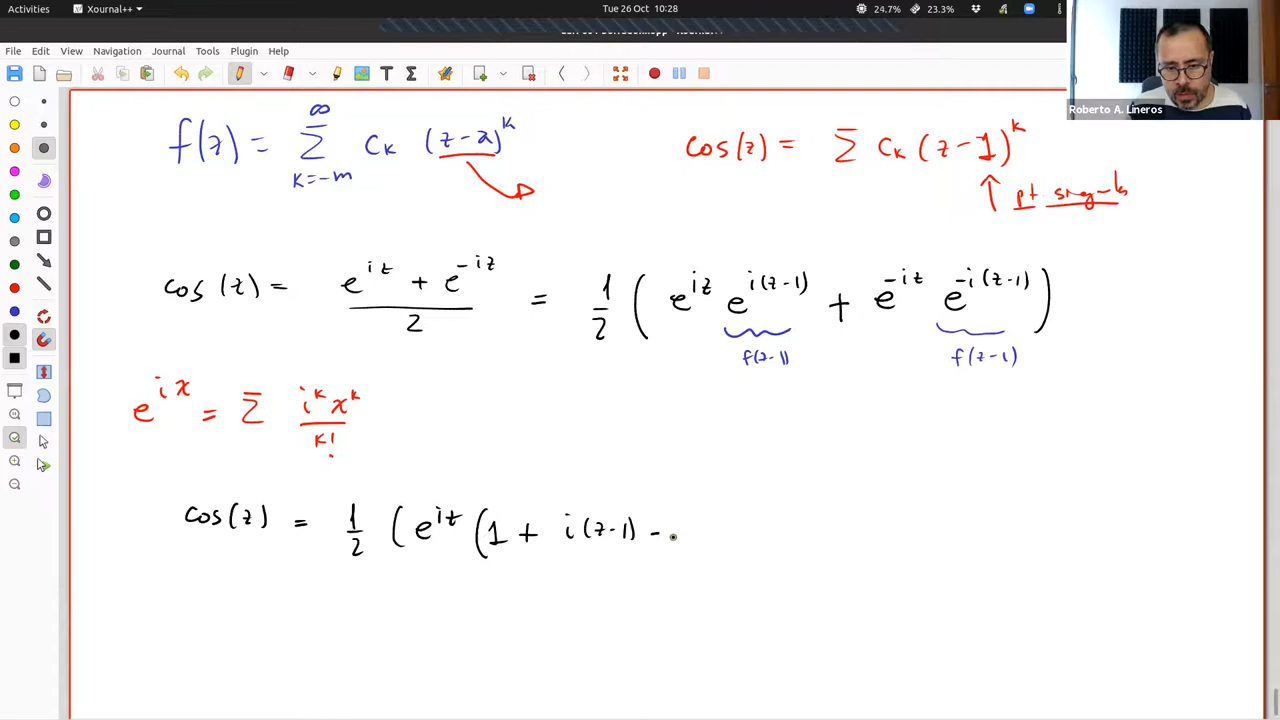 Activities Xournal++ Tue 26 Oct 10:28 24.7% 23.3%
File Edit View Navigation Journal Tools Plugin Help
Roberto A. Lineros
f(z) = ∑_{k=-m}^{∞} c_k (z-a)^k
cos(z) = ∑ c_k (z-1)^k
pt
cos(z) = (e^{iz} + e^{-iz})/2 = 1/2 ( e^{iz} e^{i(z-1)} + e^{-iz} e^{-i(z-1)} )
f(z-1) f(z-1)
e^{ix} = ∑ i^k x^k / k!
cos(z) = 1/2 ( e^{iz} ( 1 + i(z-1) -